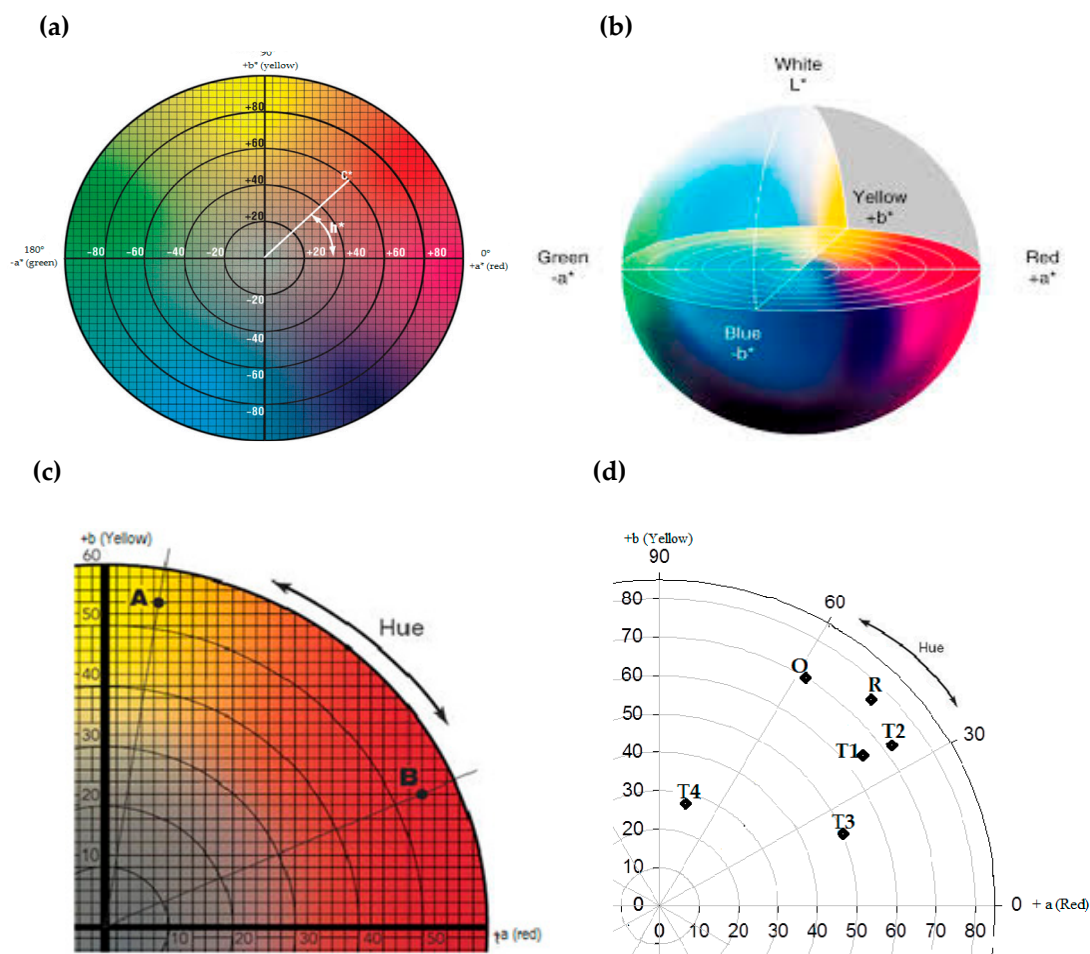 (a)
90
+b* (yellow)
+80
+60
+40
+20
C*
h*
180°
-a* (green)
-80 -60 -40 -20 +20 +40 +60 +80
0°
+a* (red)
-20
-40
-60
-80
(b)
White
L*
Yellow
+b*
Green
-a*
Red
+a*
Blue
-b*
(c)
+b (Yellow)
60
A
50
Hue
40
30
B
20
10
10 20 30 40 50
+a (red)
(d)
+b (Yellow)
90
80
60
Hue
70
O
60
R
50
T2
30
T1
40
T4
30
T3
20
10
0
0 + a (Red)
0 10 20 30 40 50 60 70 80